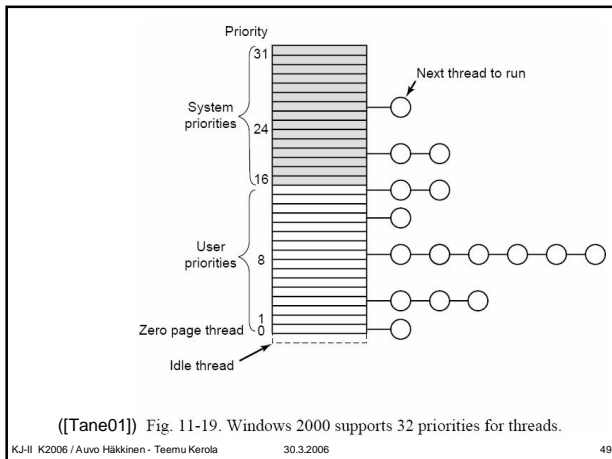 Priority
31
Next thread to run
System
priorities
24
16
User
priorities
8
1
Zero page thread
0
Idle thread
([Tane01]) Fig. 11-19. Windows 2000 supports 32 priorities for threads.
KJ-II K2006 / Auvo Häkkinen - Teemu Kerola 30.3.2006 49